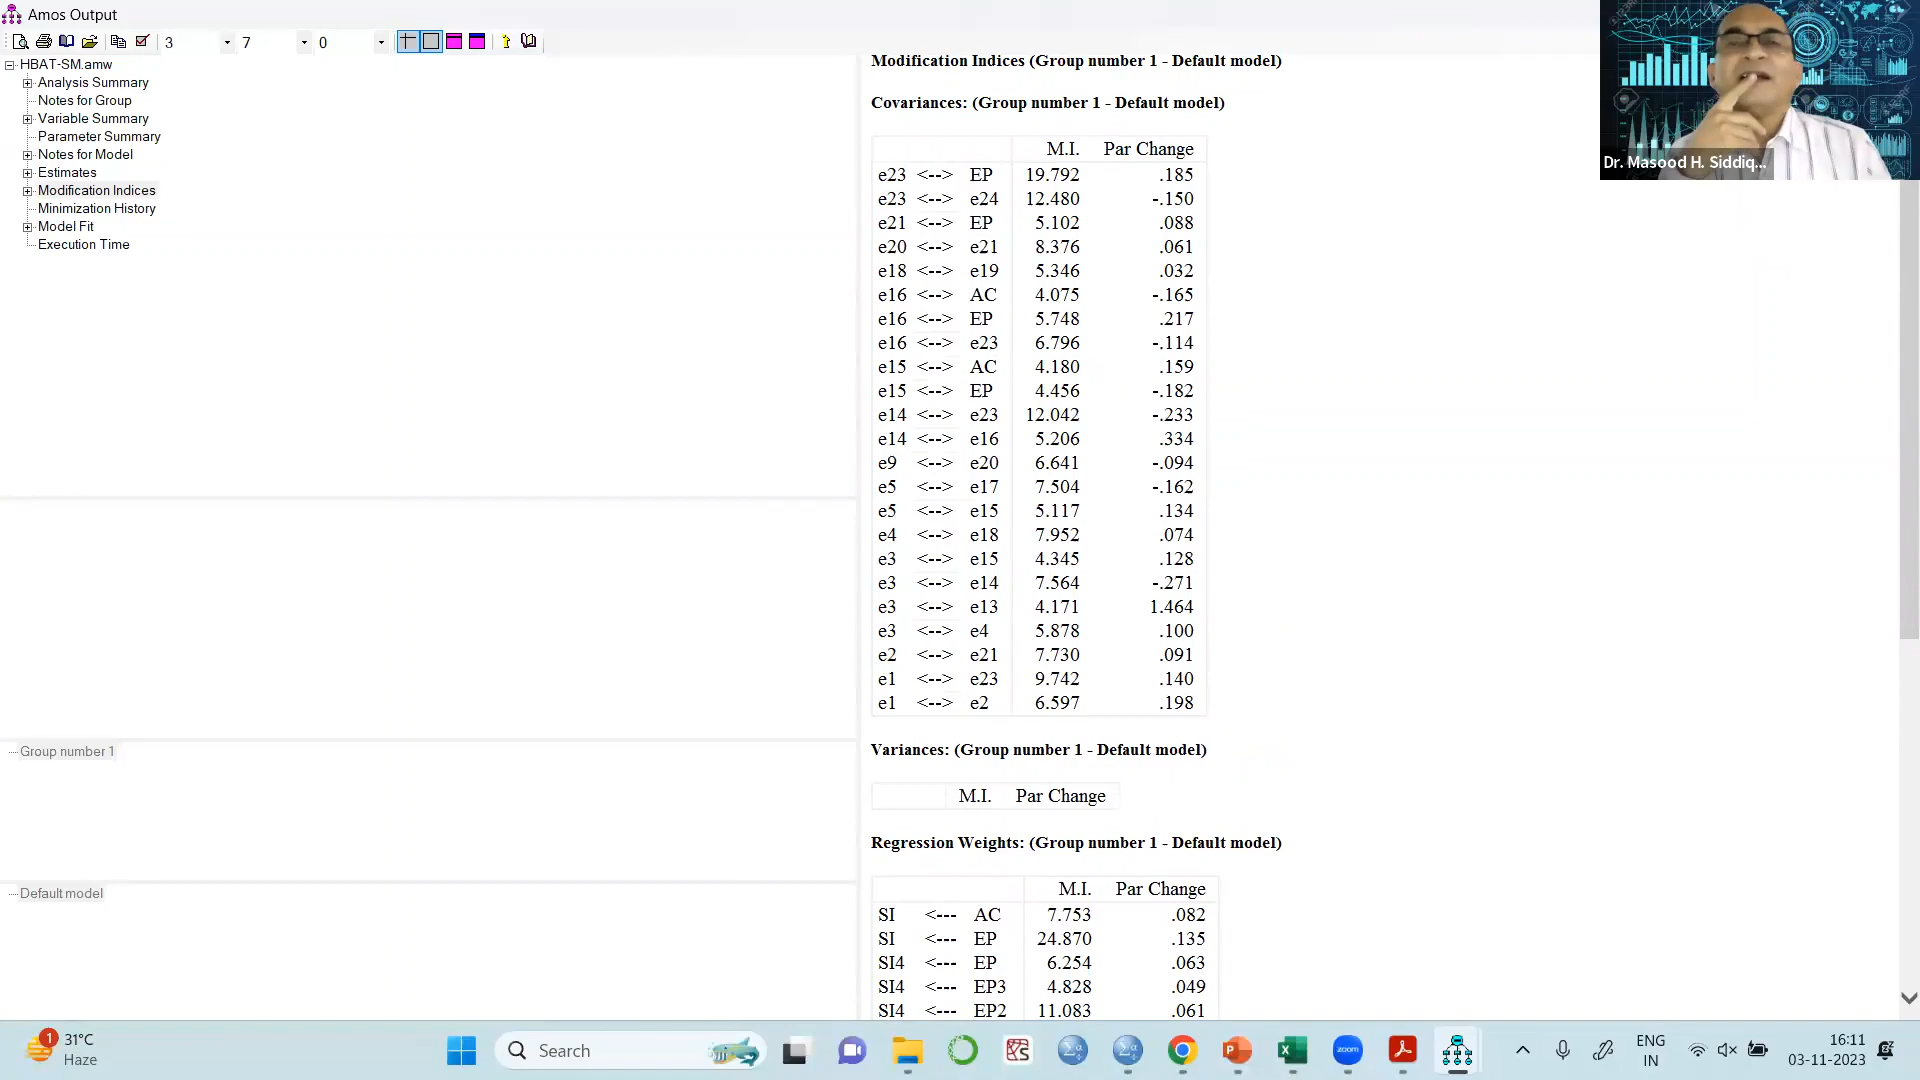 Amos Output
3 7 0
HBAT-SM.amw
Analysis Summary
Notes for Group
Variable Summary
Parameter Summary
Notes for Model
Estimates
Modification Indices
Minimization History
Model Fit
Execution Time
Group number 1
Default model
Modification Indices (Group number 1 - Default model)
Covariances: (Group number 1 - Default model)
M.I. Par Change
e23 <--> EP 19.792 .185
e23 <--> e24 12.480 -.150
e21 <--> EP 5.102 .088
e20 <--> e21 8.376 .061
e18 <--> e19 5.346 .032
e16 <--> AC 4.075 -.165
e16 <--> EP 5.748 .217
e16 <--> e23 6.796 -.114
e15 <--> AC 4.180 .159
e15 <--> EP 4.456 -.182
e14 <--> e23 12.042 -.233
e14 <--> e16 5.206 .334
e9 <--> e20 6.641 -.094
e5 <--> e17 7.504 -.162
e5 <--> e15 5.117 .134
e4 <--> e18 7.952 .074
e3 <--> e15 4.345 .128
e3 <--> e14 7.564 -.271
e3 <--> e13 4.171 1.464
e3 <--> e4 5.878 .100
e2 <--> e21 7.730 .091
e1 <--> e23 9.742 .140
e1 <--> e2 6.597 .198
Variances: (Group number 1 - Default model)
M.I. Par Change
Regression Weights: (Group number 1 - Default model)
M.I. Par Change
SI <--- AC 7.753 .082
SI <--- EP 24.870 .135
SI4 <--- EP 6.254 .063
SI4 <--- EP3 4.828 .049
SI4 <--- EP2 11.083 .061
Dr. Masood H. Siddiq...
1
31°C
Haze
Search
zoom
ENG
IN
16:11
03-11-2023